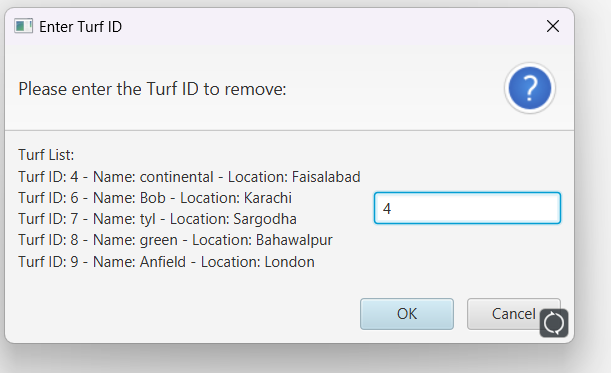 Enter Turf ID
Please enter the Turf ID to remove:
?
Turf List:
Turf ID: 4 - Name: continental - Location: Faisalabad
Turf ID: 6 - Name: Bob - Location: Karachi
Turf ID: 7 - Name: tyl - Location: Sargodha
Turf ID: 8 - Name: green - Location: Bahawalpur
Turf ID: 9 - Name: Anfield - Location: London
4
OK
Cancel